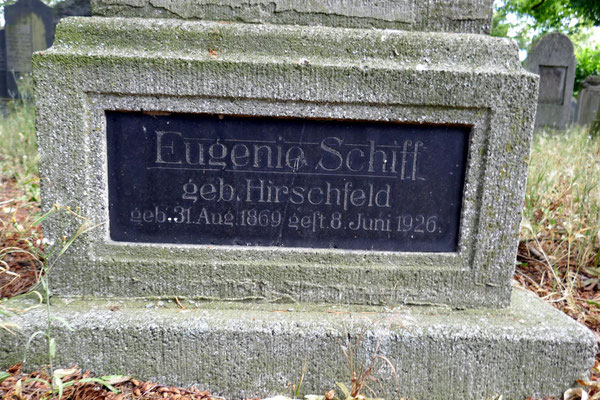 Eugenie Schiff
geb. Hirschfeld
geb. 31. Aug. 1869 gest. 8. Juni 1926.